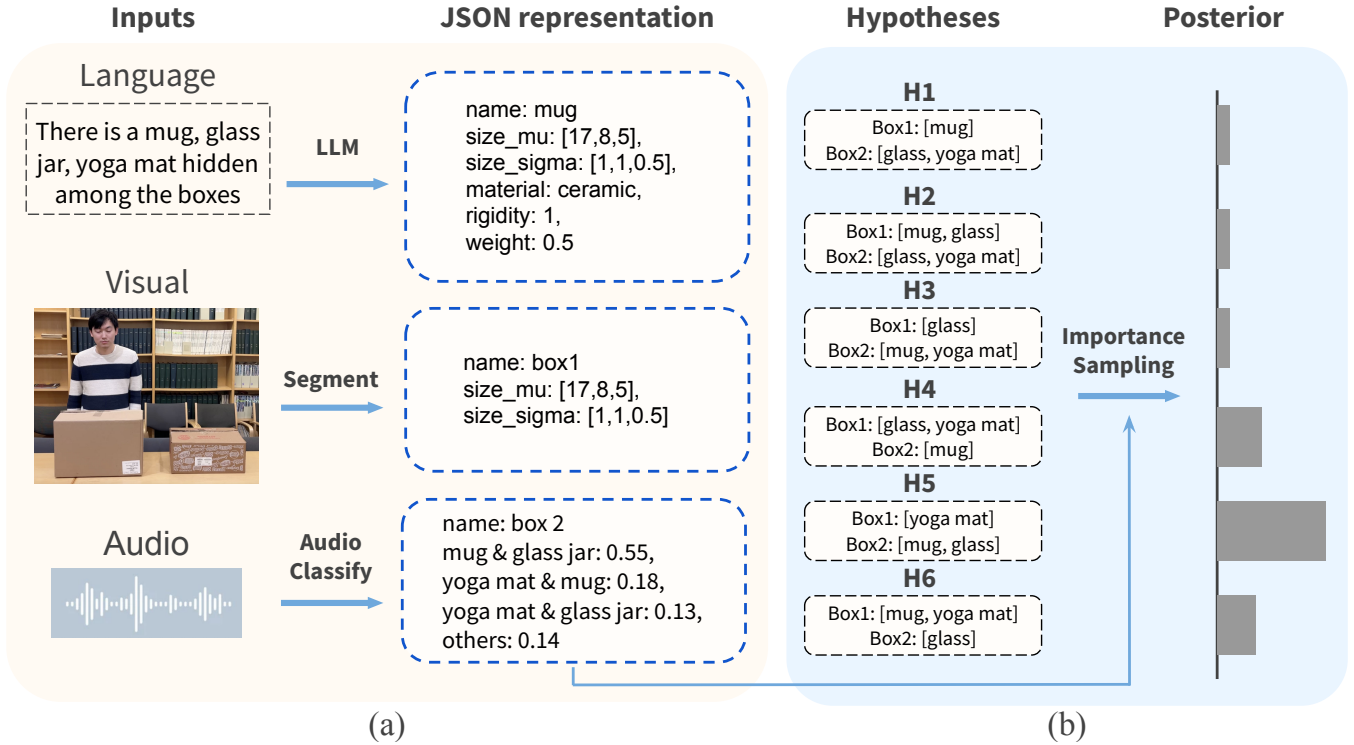 Inputs
JSON representation
Hypotheses
Posterior
Language
There is a mug, glass
jar, yoga mat hidden
among the boxes
LLM
name: mug
size_mu: [17,8,5],
size_sigma: [1,1,0.5],
material: ceramic,
rigidity: 1,
weight: 0.5
Visual
Segment
name: box1
size_mu: [17,8,5],
size_sigma: [1,1,0.5]
Audio
Audio
Classify
name: box 2
mug & glass jar: 0.55,
yoga mat & mug: 0.18,
yoga mat & glass jar: 0.13,
others: 0.14
(a)
H1
Box1: [mug]
Box2: [glass, yoga mat]
H2
Box1: [mug, glass]
Box2: [glass, yoga mat]
H3
Box1: [glass]
Box2: [mug, yoga mat]
H4
Box1: [glass, yoga mat]
Box2: [mug]
H5
Box1: [yoga mat]
Box2: [mug, glass]
H6
Box1: [mug, yoga mat]
Box2: [glass]
Importance
Sampling
(b)